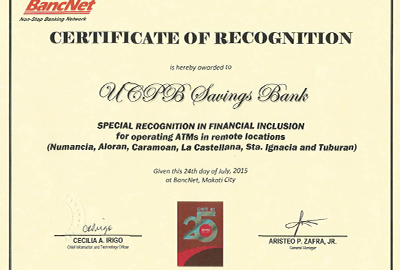 BancNet
Non-Stop Banking Network
CERTIFICATE OF RECOGNITION
is hereby awarded to
UCPB Savings Bank
SPECIAL RECOGNITION IN FINANCIAL INCLUSION
for operating ATMs in remote locations
(Numancia, Aloran, Caramoan, La Castellana, Sta. Ignacia and Tuburan)
Given this 24th day of July, 2015
at BancNet, Makati City
25
CECILIA A. IRIGO
ARISTEO P. ZAFRA, JR.
Chief Information and Technology Officer
General Manager